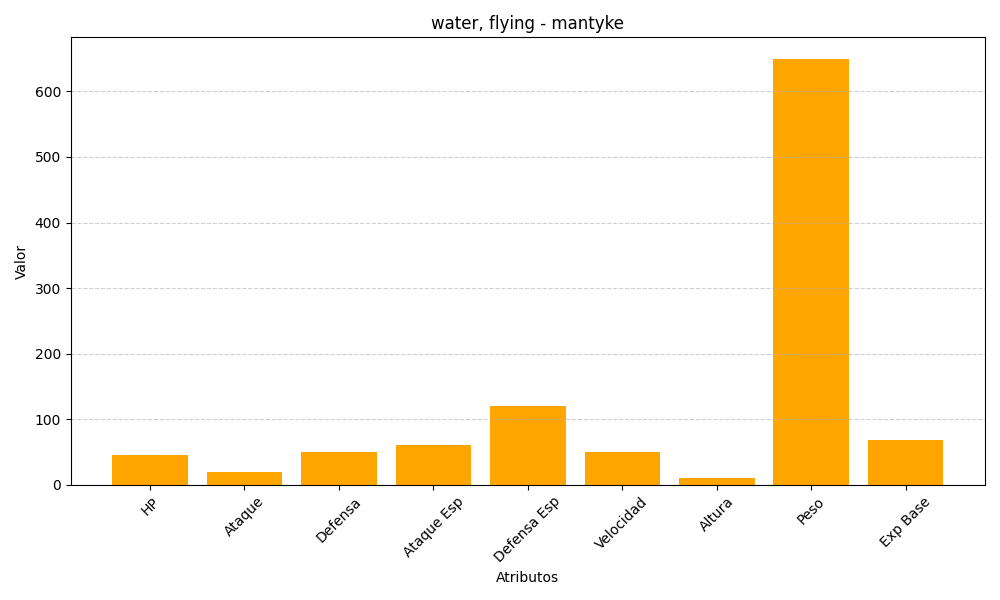 water, flying - mantyke
Valor
600
500
400
300
200
100
0
HP
Ataque
Defensa
Ataque Esp
Defensa Esp
Velocidad
Altura
Peso
Exp Base
Atributos